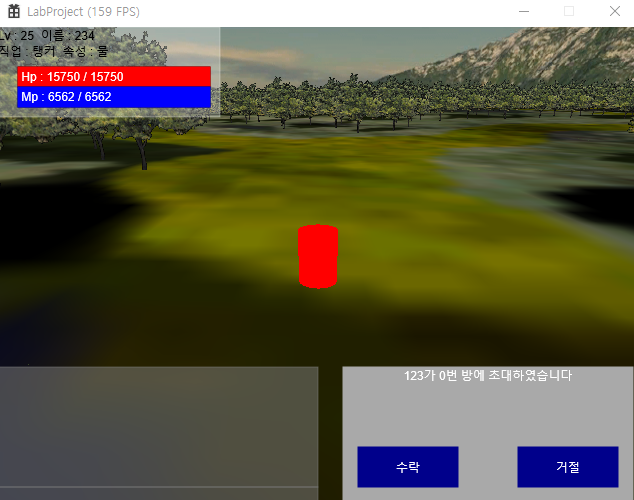 LabProject (159 FPS)
Lv : 25 이름 : 234
직업 : 탱커 속성 : 물
Hp : 15750 / 15750
Mp : 6562 / 6562
123가 0번 방에 초대하였습니다
수락
거절